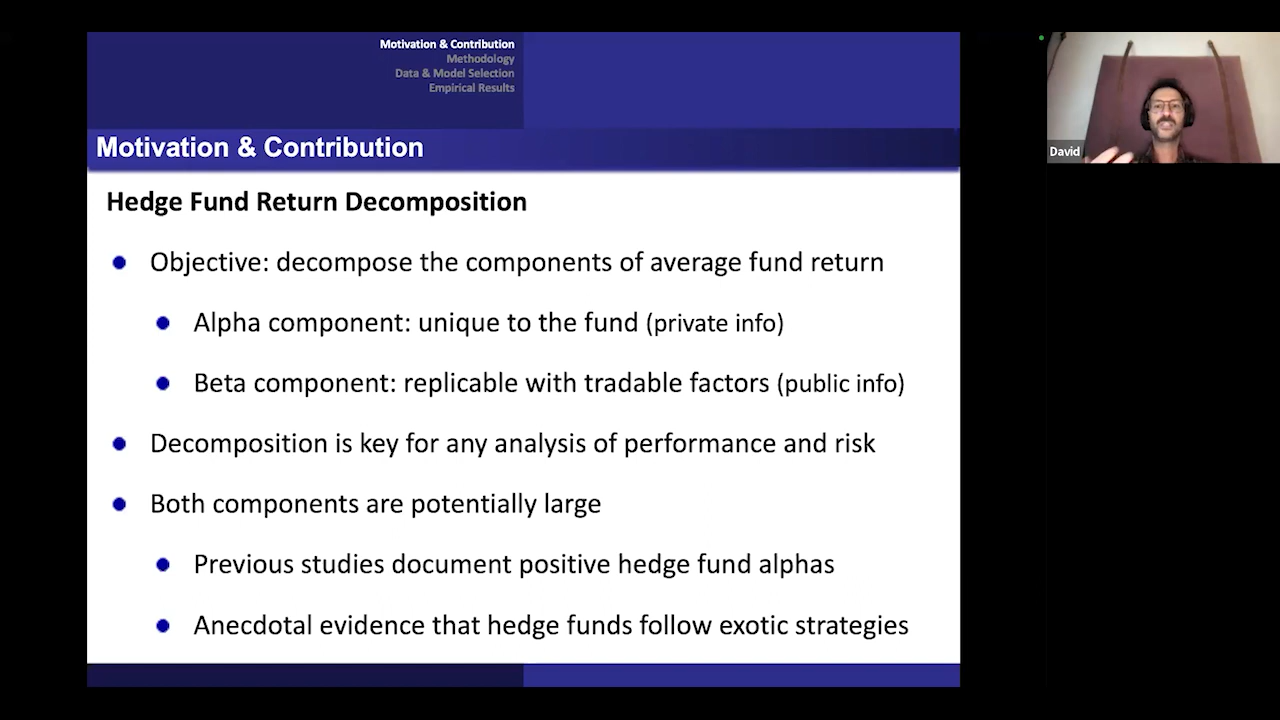 Motivation & Contribution
Methodology
Data & Model Selection
Empirical Results
Motivation & Contribution
Hedge Fund Return Decomposition
Objective: decompose the components of average fund return
Alpha component: unique to the fund (private info)
Beta component: replicable with tradable factors (public info)
Decomposition is key for any analysis of performance and risk
Both components are potentially large
Previous studies document positive hedge fund alphas
Anecdotal evidence that hedge funds follow exotic strategies
David